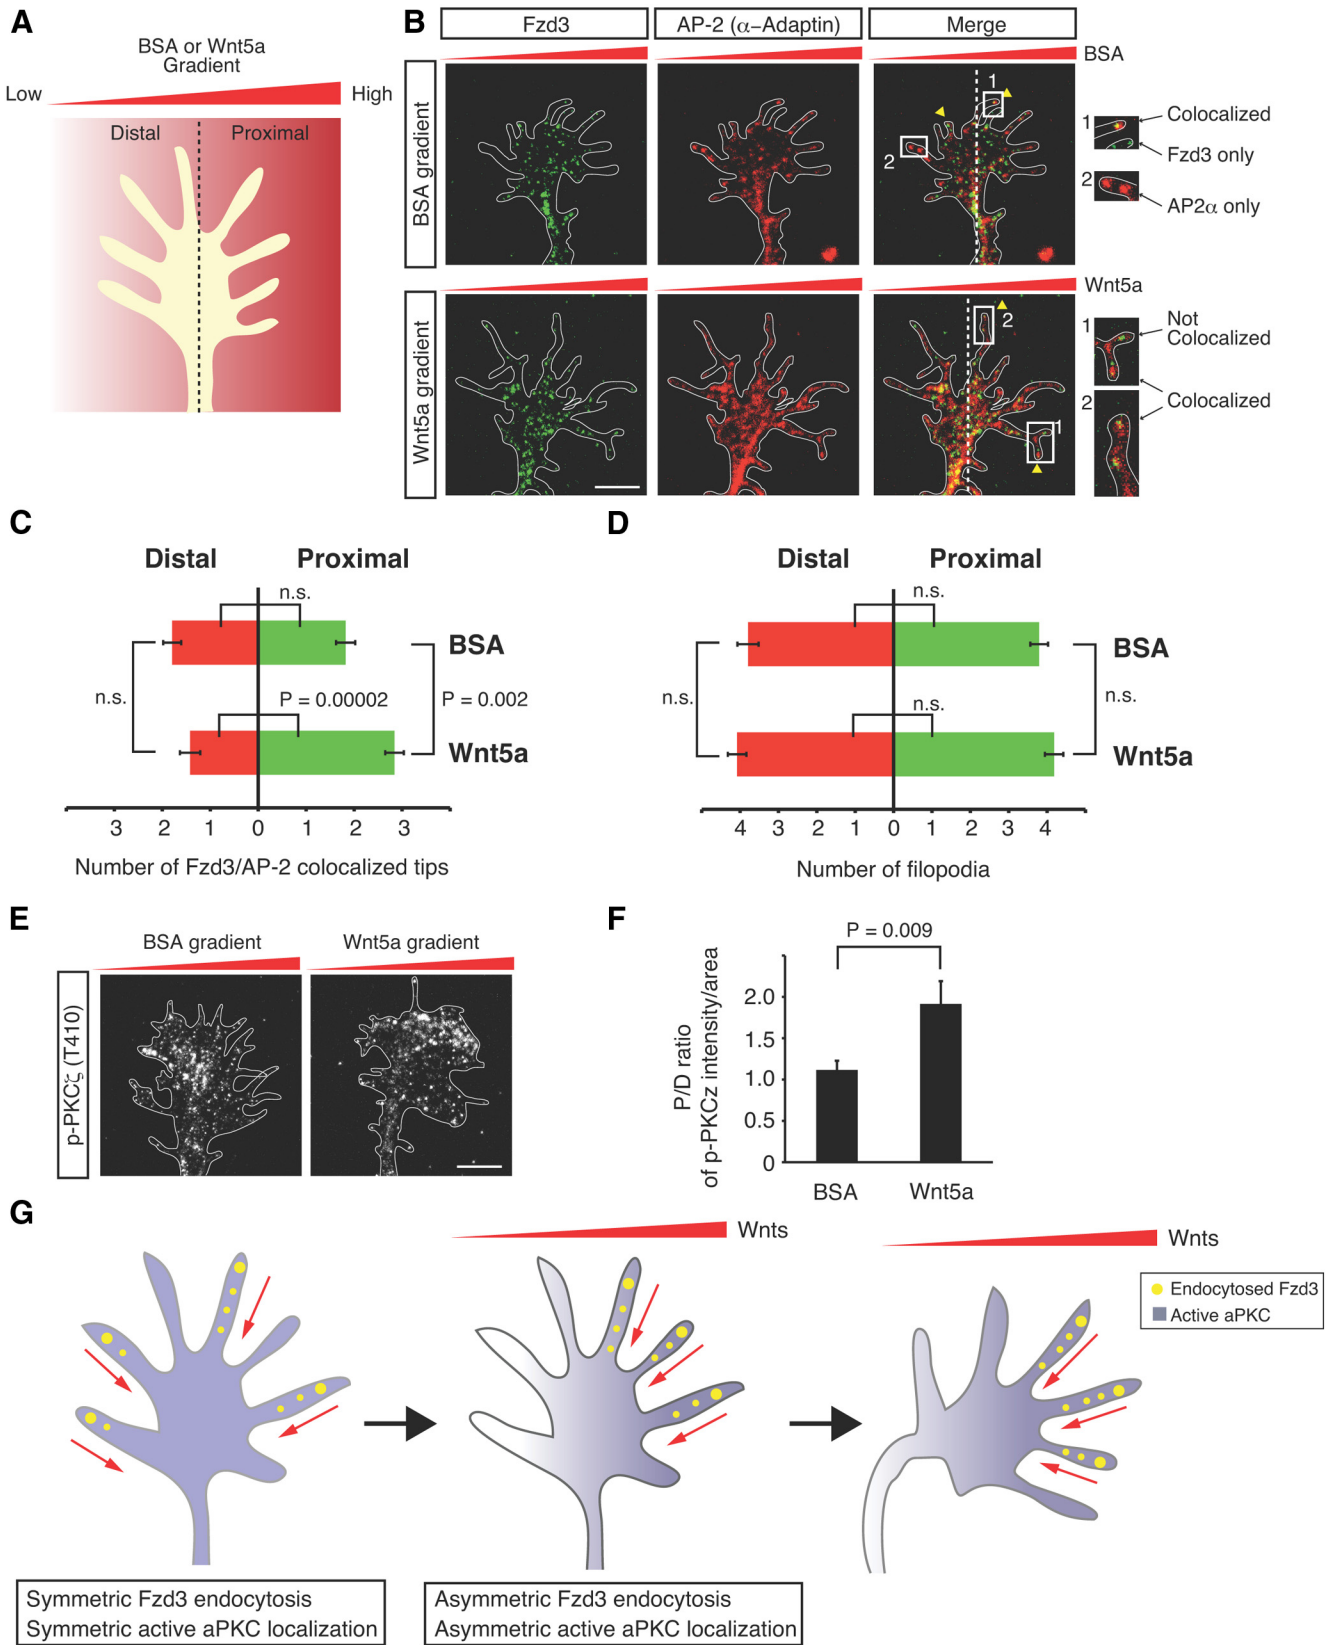 A
BSA or Wnt5a
Gradient
Low
High
Distal
Proximal
B
Fzd3
AP-2 (α–Adaptin)
Merge
BSA
BSA gradient
1
2
1
Colocalized
Fzd3 only
2
AP2α only
Wnt5a
Wnt5a gradient
2
1
1
Not
Colocalized
2
Colocalized
C
Distal
Proximal
n.s.
BSA
n.s.
P = 0.00002
P = 0.002
Wnt5a
3 2 1 0 1 2 3
Number of Fzd3/AP-2 colocalized tips
D
Distal
Proximal
n.s.
BSA
n.s.
n.s.
n.s.
Wnt5a
4 3 2 1 0 1 2 3 4
Number of filopodia
E
BSA gradient
Wnt5a gradient
p-PKCζ (T410)
F
P = 0.009
P/D ratio
of p-PKCz intensity/area
2.0
1.5
1.0
0.5
0
BSA
Wnt5a
G
Wnts
Wnts
Endocytosed Fzd3
Active aPKC
Symmetric Fzd3 endocytosis
Symmetric active aPKC localization
Asymmetric Fzd3 endocytosis
Asymmetric active aPKC localization